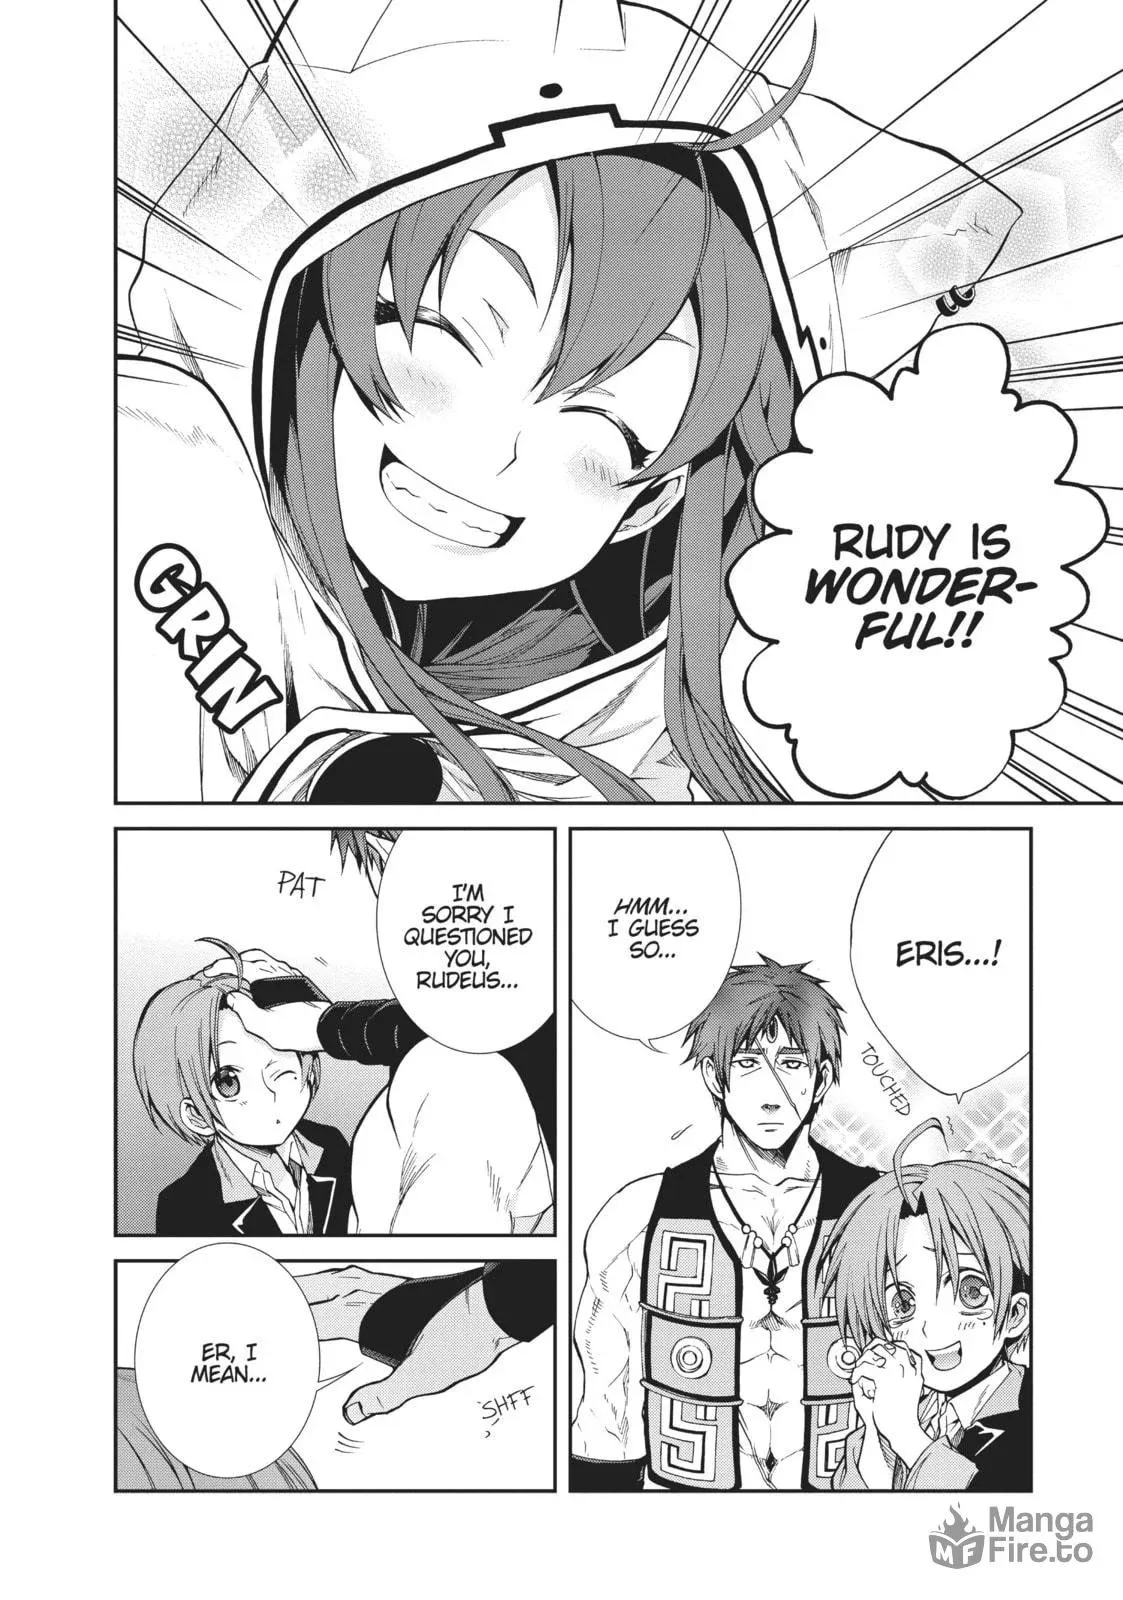 RUDY IS
WONDER-
FUL!!
GRIN
ERIS...!
TOUCHED
HMM...
I GUESS
SO...
I'M
SORRY I
QUESTIONED
YOU,
RUDEUS...
PAT
ER, I
MEAN...
SHFF
Manga
Fire.to
MF